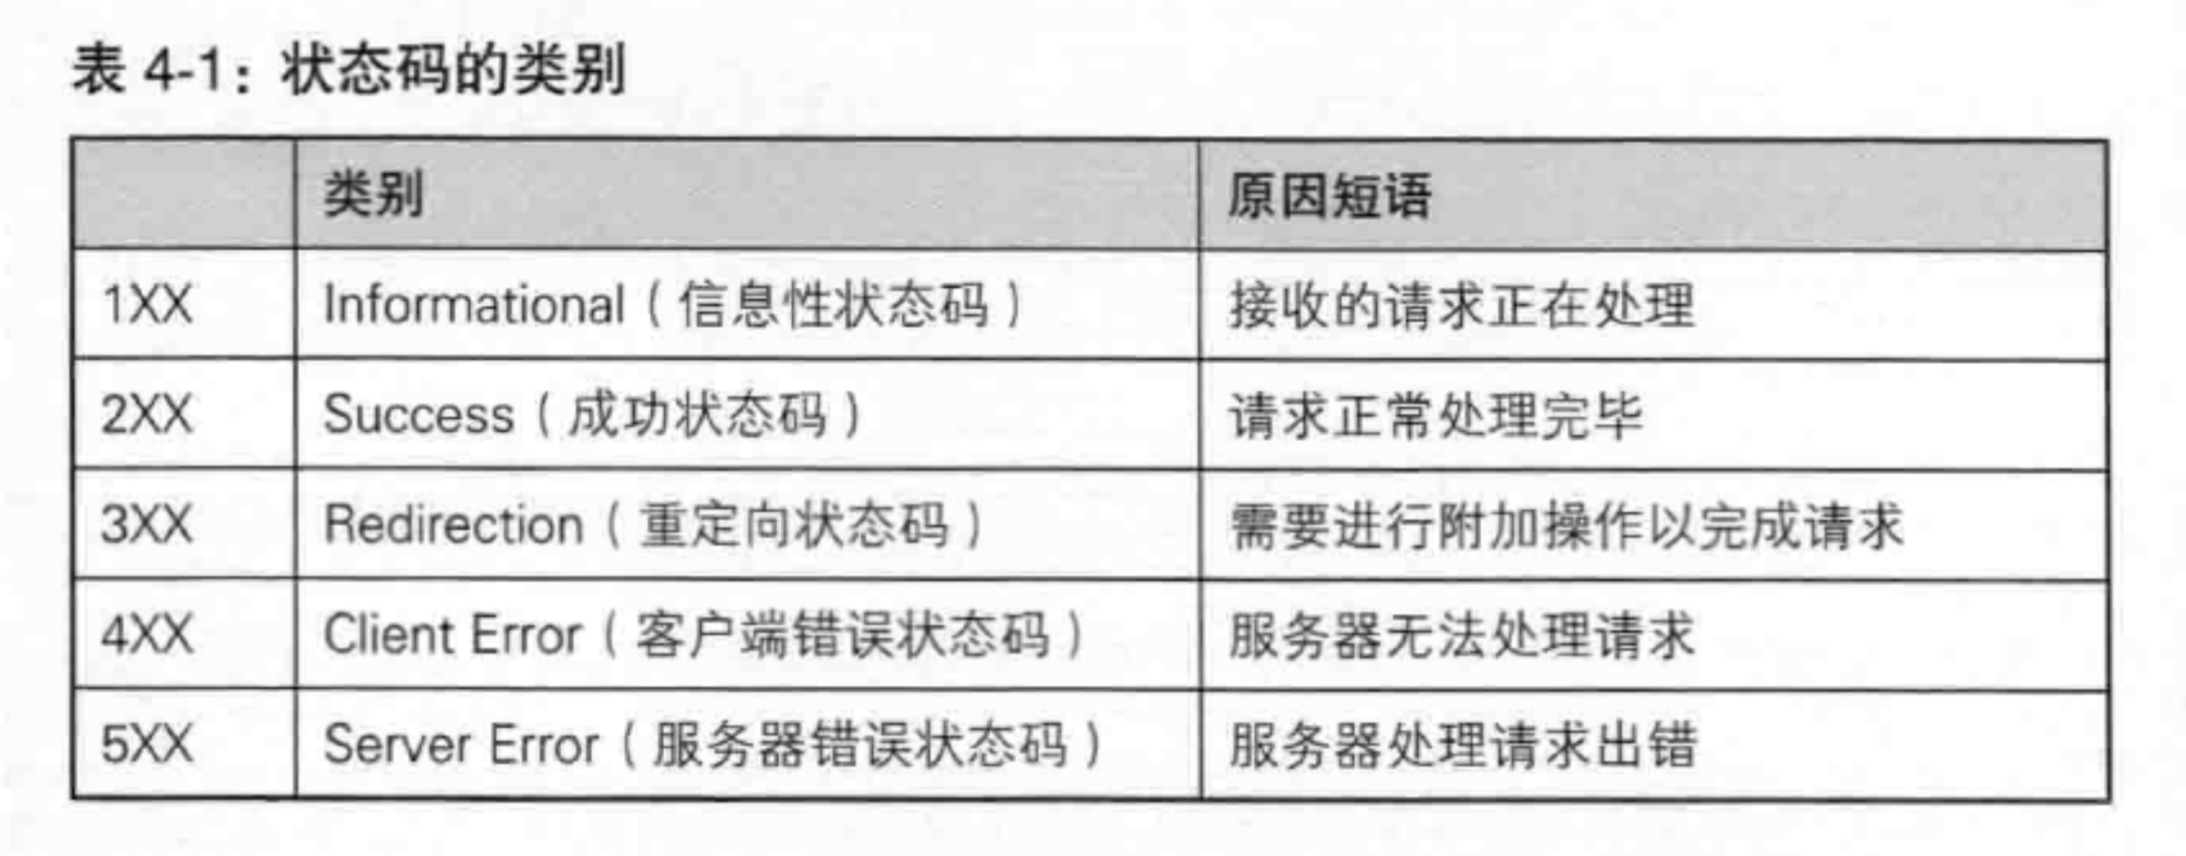 表 4-1：状态码的类别
类别 原因短语
1XX Informational（信息性状态码） 接收的请求正在处理
2XX Success（成功状态码） 请求正常处理完毕
3XX Redirection（重定向状态码） 需要进行附加操作以完成请求
4XX Client Error（客户端错误状态码） 服务器无法处理请求
5XX Server Error（服务器错误状态码） 服务器处理请求出错